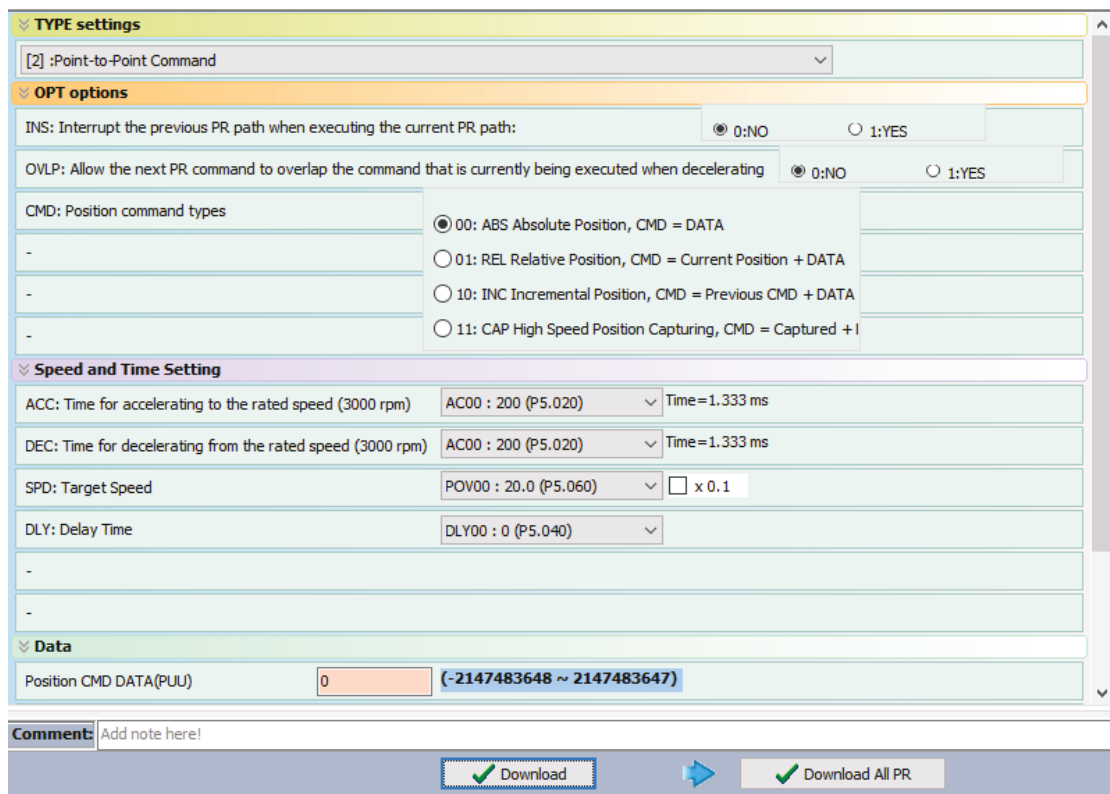 TYPE settings
[2] :Point-to-Point Command
OPT options
INS: Interrupt the previous PR path when executing the current PR path: 0:NO 1:YES
OVLP: Allow the next PR command to overlap the command that is currently being executed when decelerating 0:NO 1:YES
CMD: Position command types
00: ABS Absolute Position, CMD = DATA
-
01: REL Relative Position, CMD = Current Position + DATA
-
10: INC Incremental Position, CMD = Previous CMD + DATA
-
11: CAP High Speed Position Capturing, CMD = Captured +
Speed and Time Setting
ACC: Time for accelerating to the rated speed (3000 rpm) AC00 : 200 (P5.020) Time=1.333 ms
DEC: Time for decelerating from the rated speed (3000 rpm) AC00 : 200 (P5.020) Time=1.333 ms
SPD: Target Speed POV00 : 20.0 (P5.060) x 0.1
DLY: Delay Time DLY00 : 0 (P5.040)
-
-
Data
Position CMD DATA(PUU) 0 (-2147483648 ~ 2147483647)
Comment: Add note here!
Download Download All PR